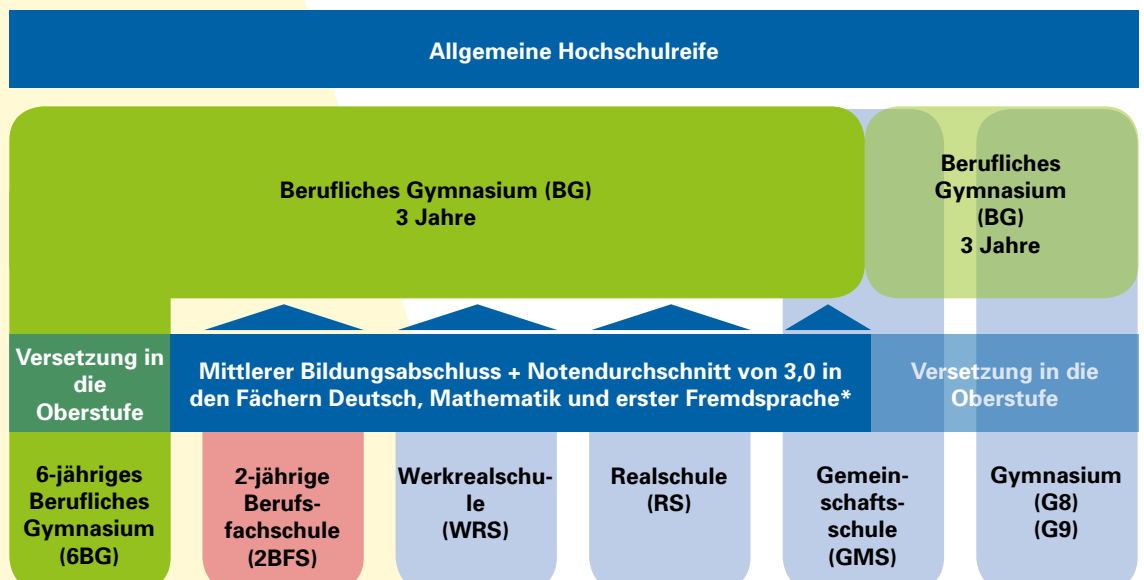 Allgemeine Hochschulreife
Berufliches Gymnasium (BG)
3 Jahre
Berufliches
Gymnasium
(BG)
3 Jahre
Versetzung in
die
Oberstufe
Mittlerer Bildungsabschluss + Notendurchschnitt von 3,0 in
den Fächern Deutsch, Mathematik und erster Fremdsprache*
Versetzung in die
Oberstufe
6-jähriges
Berufliches
Gymnasium
(6BG)
2-jährige
Berufs-
fachschule
(2BFS)
Werkrealschu-
le
(WRS)
Realschule
(RS)
Gemein-
schafts-
schule
(GMS)
Gymnasium
(G8)
(G9)